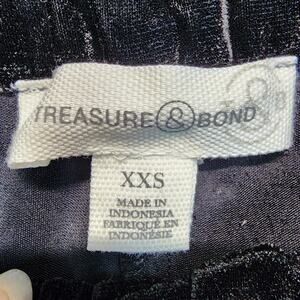 TREASURE & BOND
XXS
MADE IN
INDONESIA
FABRIQUÉ EN
INDONÉSIE